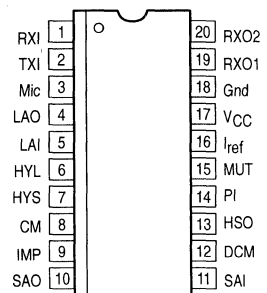 RXI 1 20 RXO2
TXI 2 19 RXO1
Mic 3 18 Gnd
LAO 4 17 VCC
LAI 5 16 Iref
HYL 6 15 MUT
HYS 7 14 PI
CM 8 13 HSO
IMP 9 12 DCM
SAO 10 11 SAI